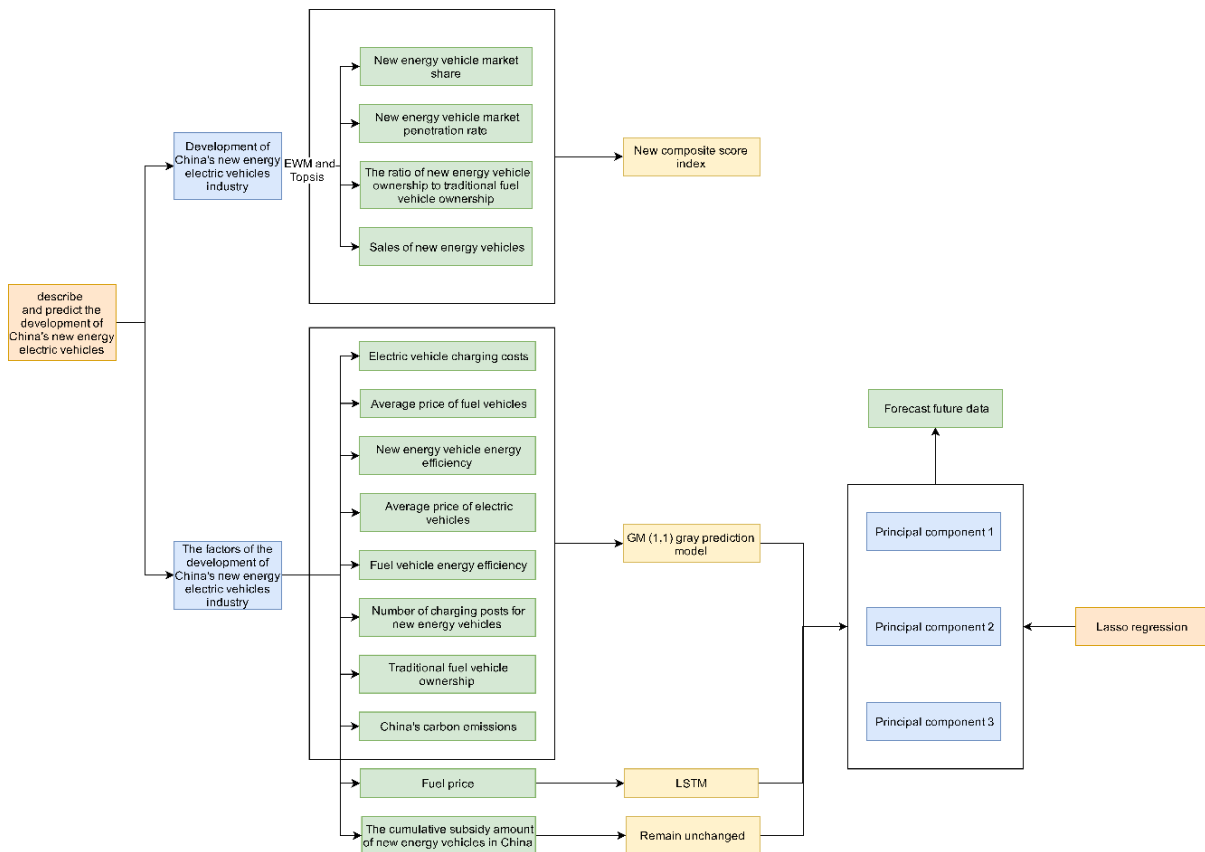 New energy vehicle market
share
New energy vehicle market
penetration rate
Development of
China's new energy
electric vehicles
industry
EWM and
Topsis
The ratio of new energy vehicle
ownership to traditional fuel
vehicle ownership
New composite score
index
Sales of new energy vehicles
describe
and predict the
development of
China's new energy
electric vehicles
Electric vehicle charging costs
Average price of fuel vehicles
New energy vehicle energy
efficiency
Average price of electric
vehicles
The factors of the
development of
China's new energy
electric vehicles
industry
Fuel vehicle energy efficiency
Number of charging posts for
new energy vehicles
Traditional fuel vehicle
ownership
China's carbon emissions
Fuel price
The cumulative subsidy amount
of new energy vehicles in China
GM (1,1) gray prediction
model
LSTM
Remain unchanged
Forecast future data
Principal component 1
Principal component 2
Principal component 3
Lasso regression